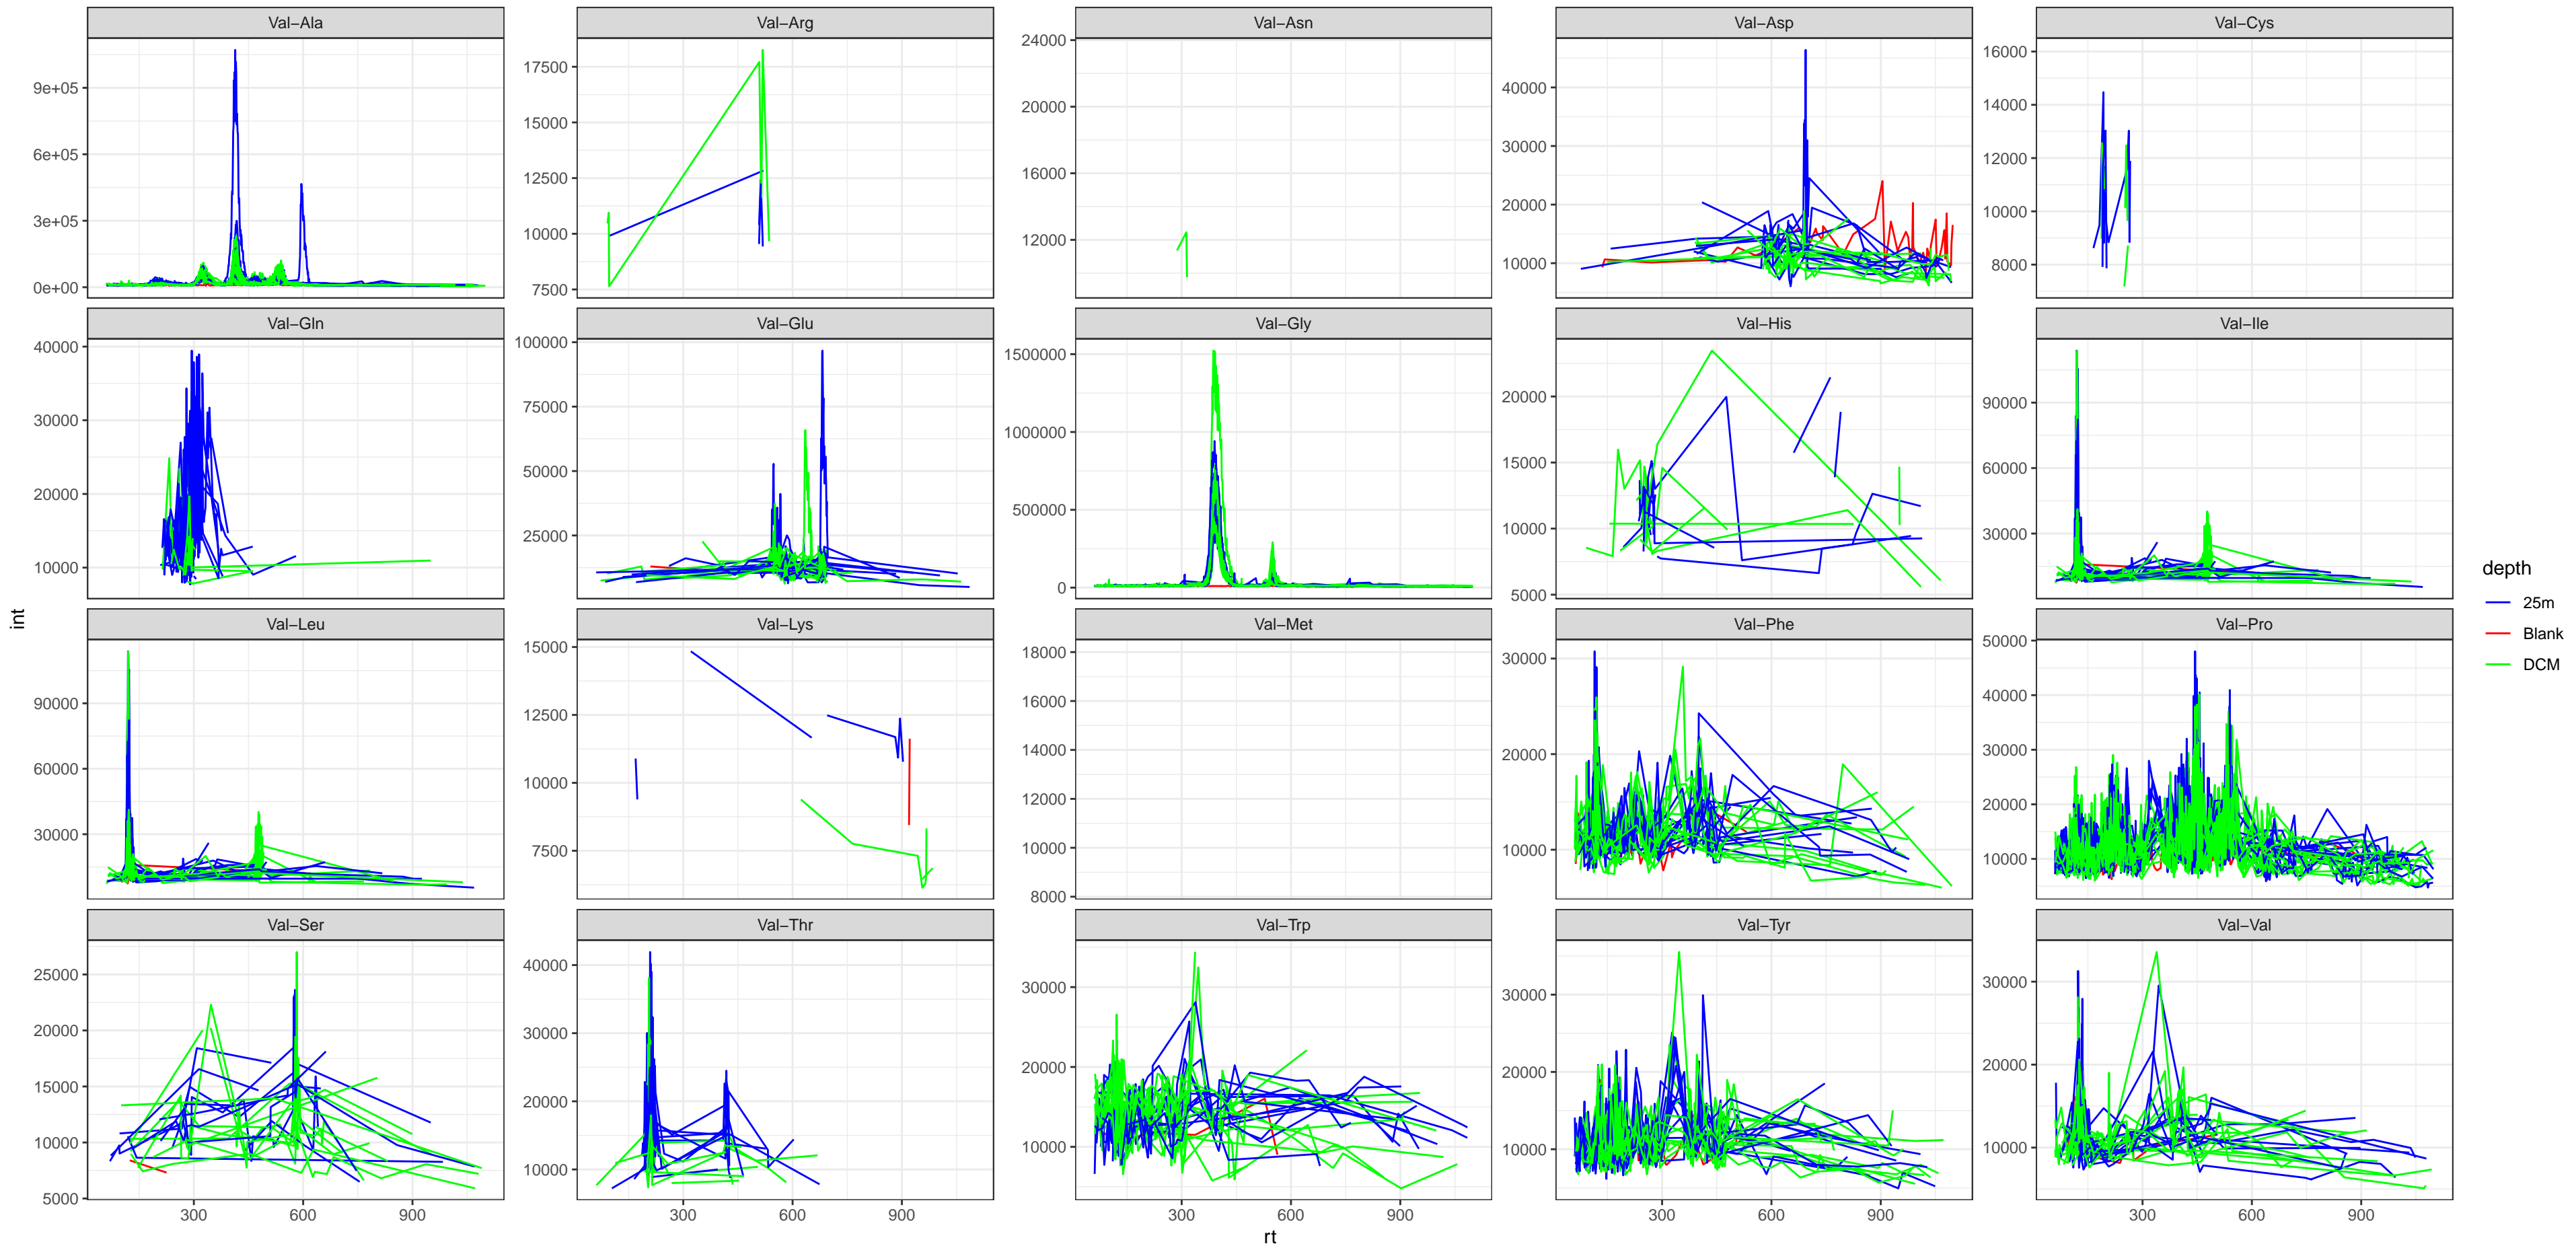 Val–Ala Val–Arg Val–Asn Val–Asp Val–Cys
9e+05 6e+05 3e+05 0e+00
17500 15000 12500 10000 7500
24000 20000 16000 12000
40000 30000 20000 10000
16000 14000 12000 10000 8000
Val–Gln Val–Glu Val–Gly Val–His Val–Ile
40000 30000 20000 10000
100000 75000 50000 25000
1500000 1000000 500000 0
20000 15000 10000 5000
90000 60000 30000
Val–Leu Val–Lys Val–Met Val–Phe Val–Pro
90000 60000 30000
15000 12500 10000 7500
18000 16000 14000 12000 10000 8000
30000 20000 10000
50000 40000 30000 20000 10000
Val–Ser Val–Thr Val–Trp Val–Tyr Val–Val
25000 20000 15000 10000 5000
40000 30000 20000 10000
30000 20000 10000
30000 20000 10000
30000 20000 10000
300 600 900 300 600 900 300 600 900 300 600 900 300 600 900
rt
int
depth
25m
Blank
DCM